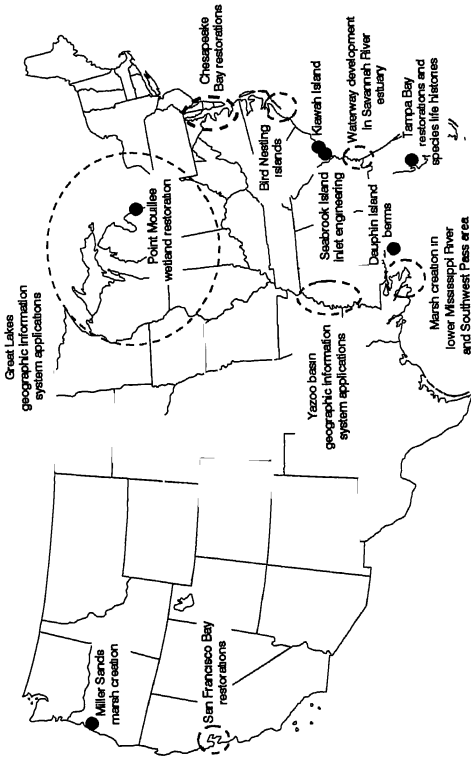 Miller Sands
marsh creation
San Francisco Bay
restorations
Great Lakes
geographic information
system applications
Point Mouillee
wetland restoration
Yazoo basin
geographic information
system applications
Chesapeake
Bay restorations
Bird Nesting
islands
Kiawah Island
Seabrook Island
inlet engineering
Waterway development
in Savannah River
estuary
Dauphin Island
berms
Tampa Bay
restorations and
species life histories
Marsh creation in
lower Mississippi River
and Southwest Pass area